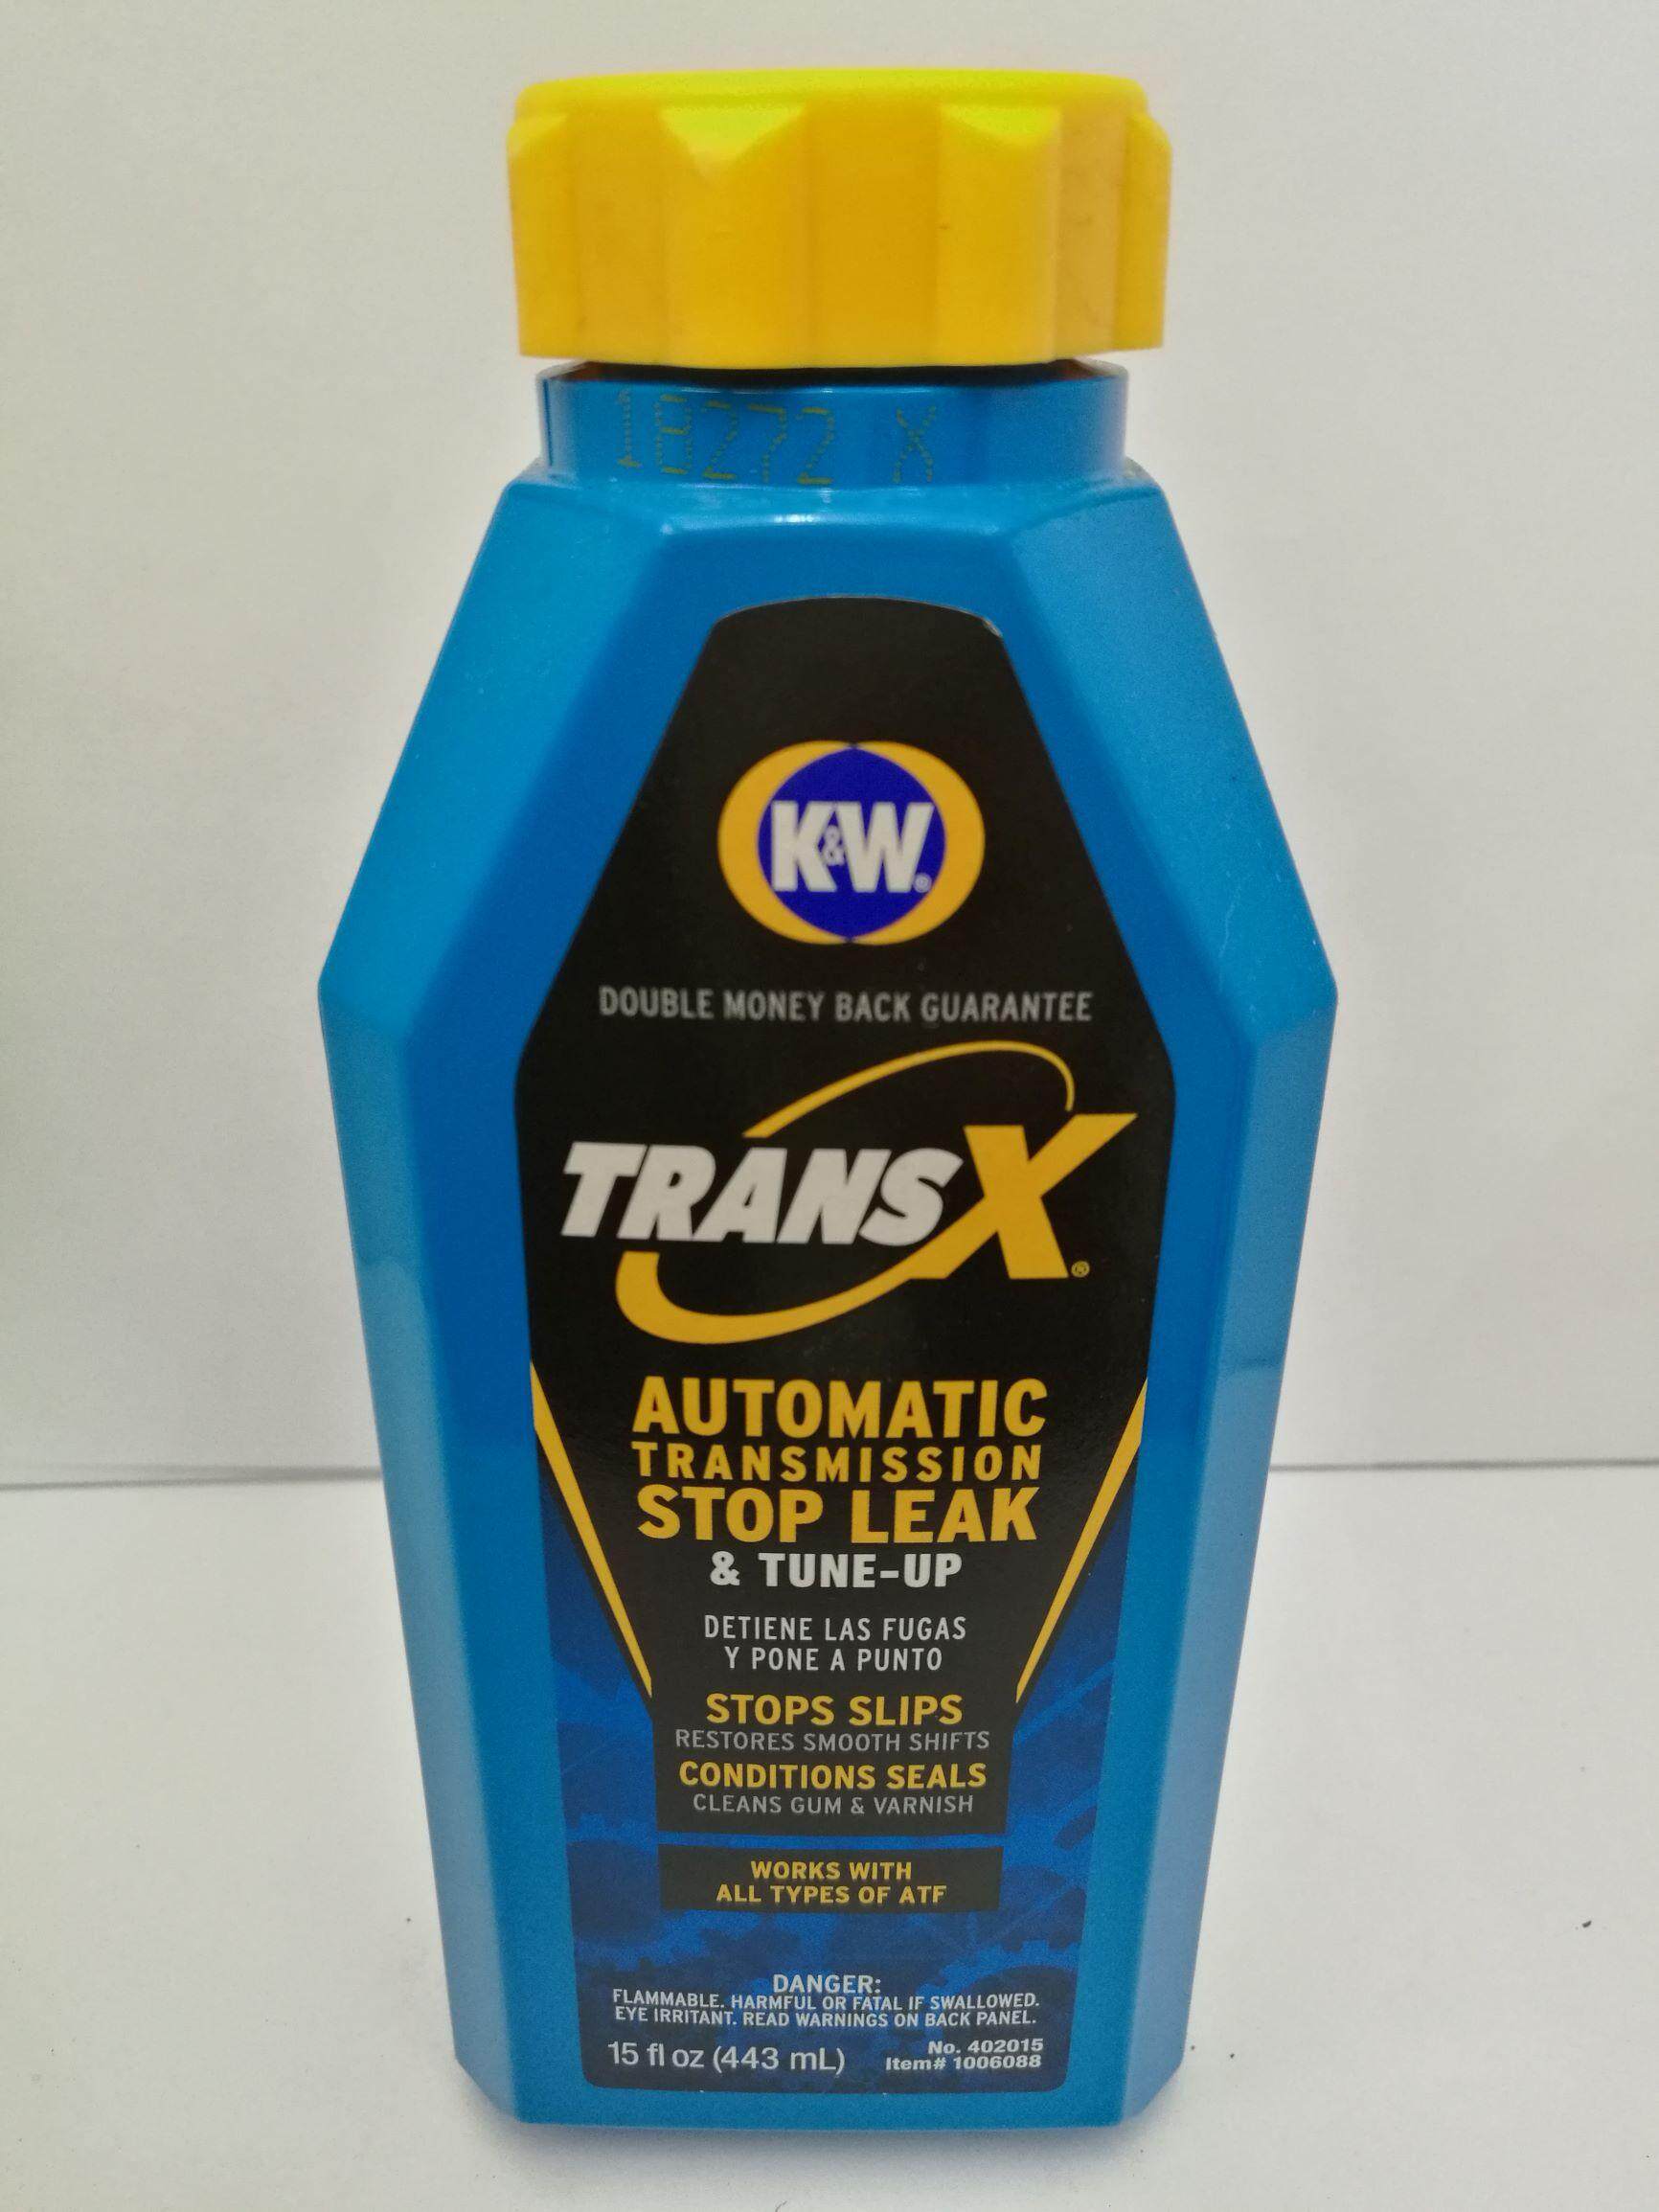 18272 X
K&W®
DOUBLE MONEY BACK GUARANTEE
TRANSX®
AUTOMATIC
TRANSMISSION
STOP LEAK
& TUNE-UP
DETIENE LAS FUGAS
Y PONE A PUNTO
STOPS SLIPS
RESTORES SMOOTH SHIFTS
CONDITIONS SEALS
CLEANS GUM & VARNISH
WORKS WITH
ALL TYPES OF ATF
DANGER:
FLAMMABLE. HARMFUL OR FATAL IF SWALLOWED.
EYE IRRITANT. READ WARNINGS ON BACK PANEL.
15 fl oz (443 mL)
No. 402015
Item# 1006088